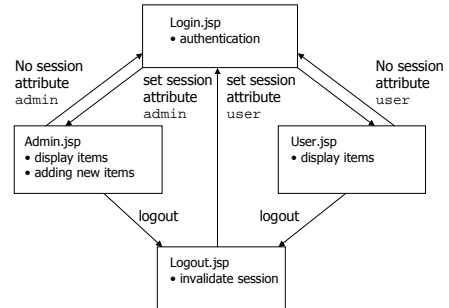 Login.jsp
• authentication
No session
attribute
admin
set session
attribute
admin
set session
attribute
user
No session
attribute
user
Admin.jsp
• display items
• adding new items
User.jsp
• display items
logout
logout
Logout.jsp
• invalidate session